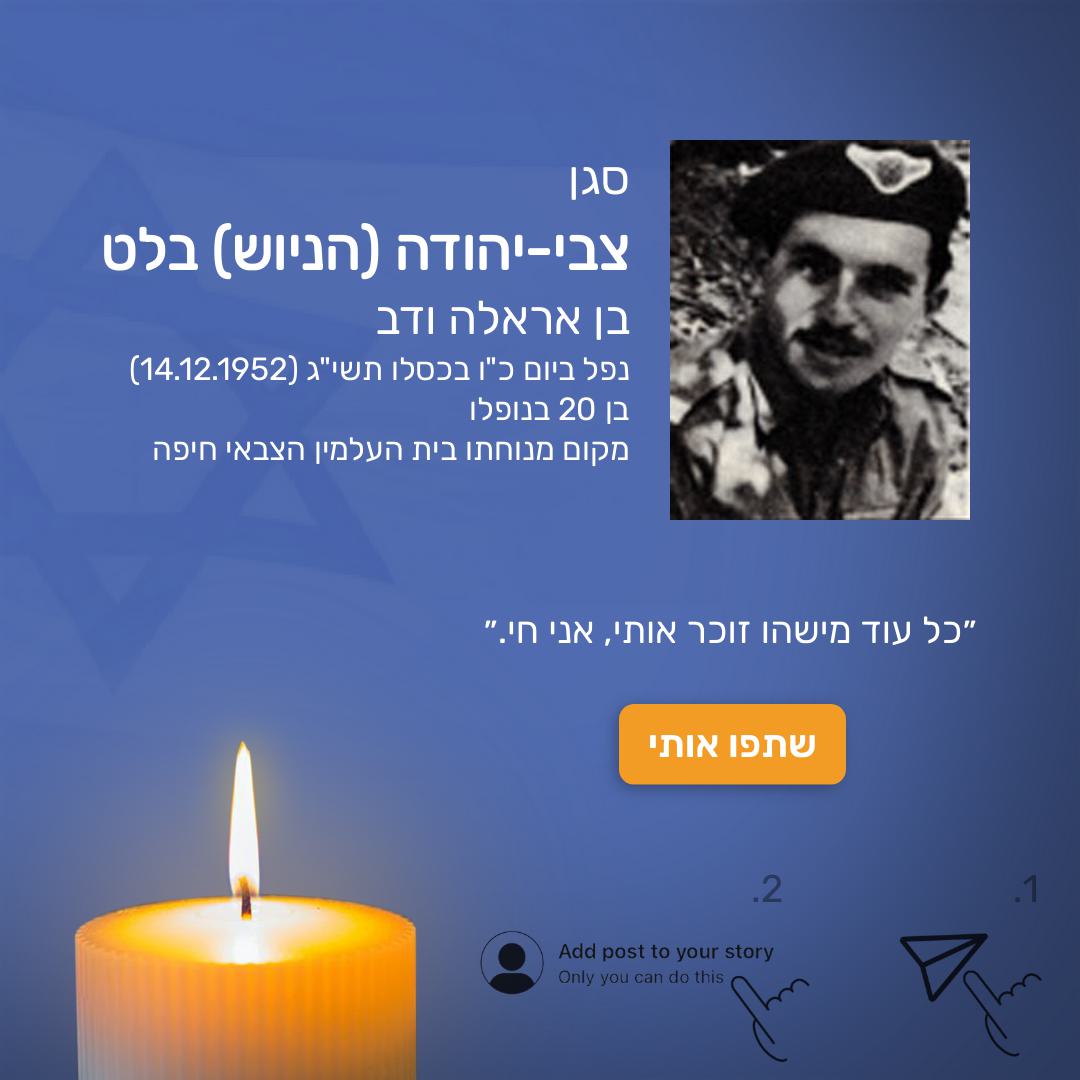 סגן
צבי-יהודה (הניוש) בלט
בן אראלה ודב
נפל ביום כ"ו בכסלו תשי"ג (14.12.1952)
בן 20 בנופלו
מקום מנוחתו בית העלמין הצבאי חיפה
״כל עוד מישהו זוכר אותי, אני חי.״
שתפו אותי
1.
2.
Add post to your story
Only you can do this